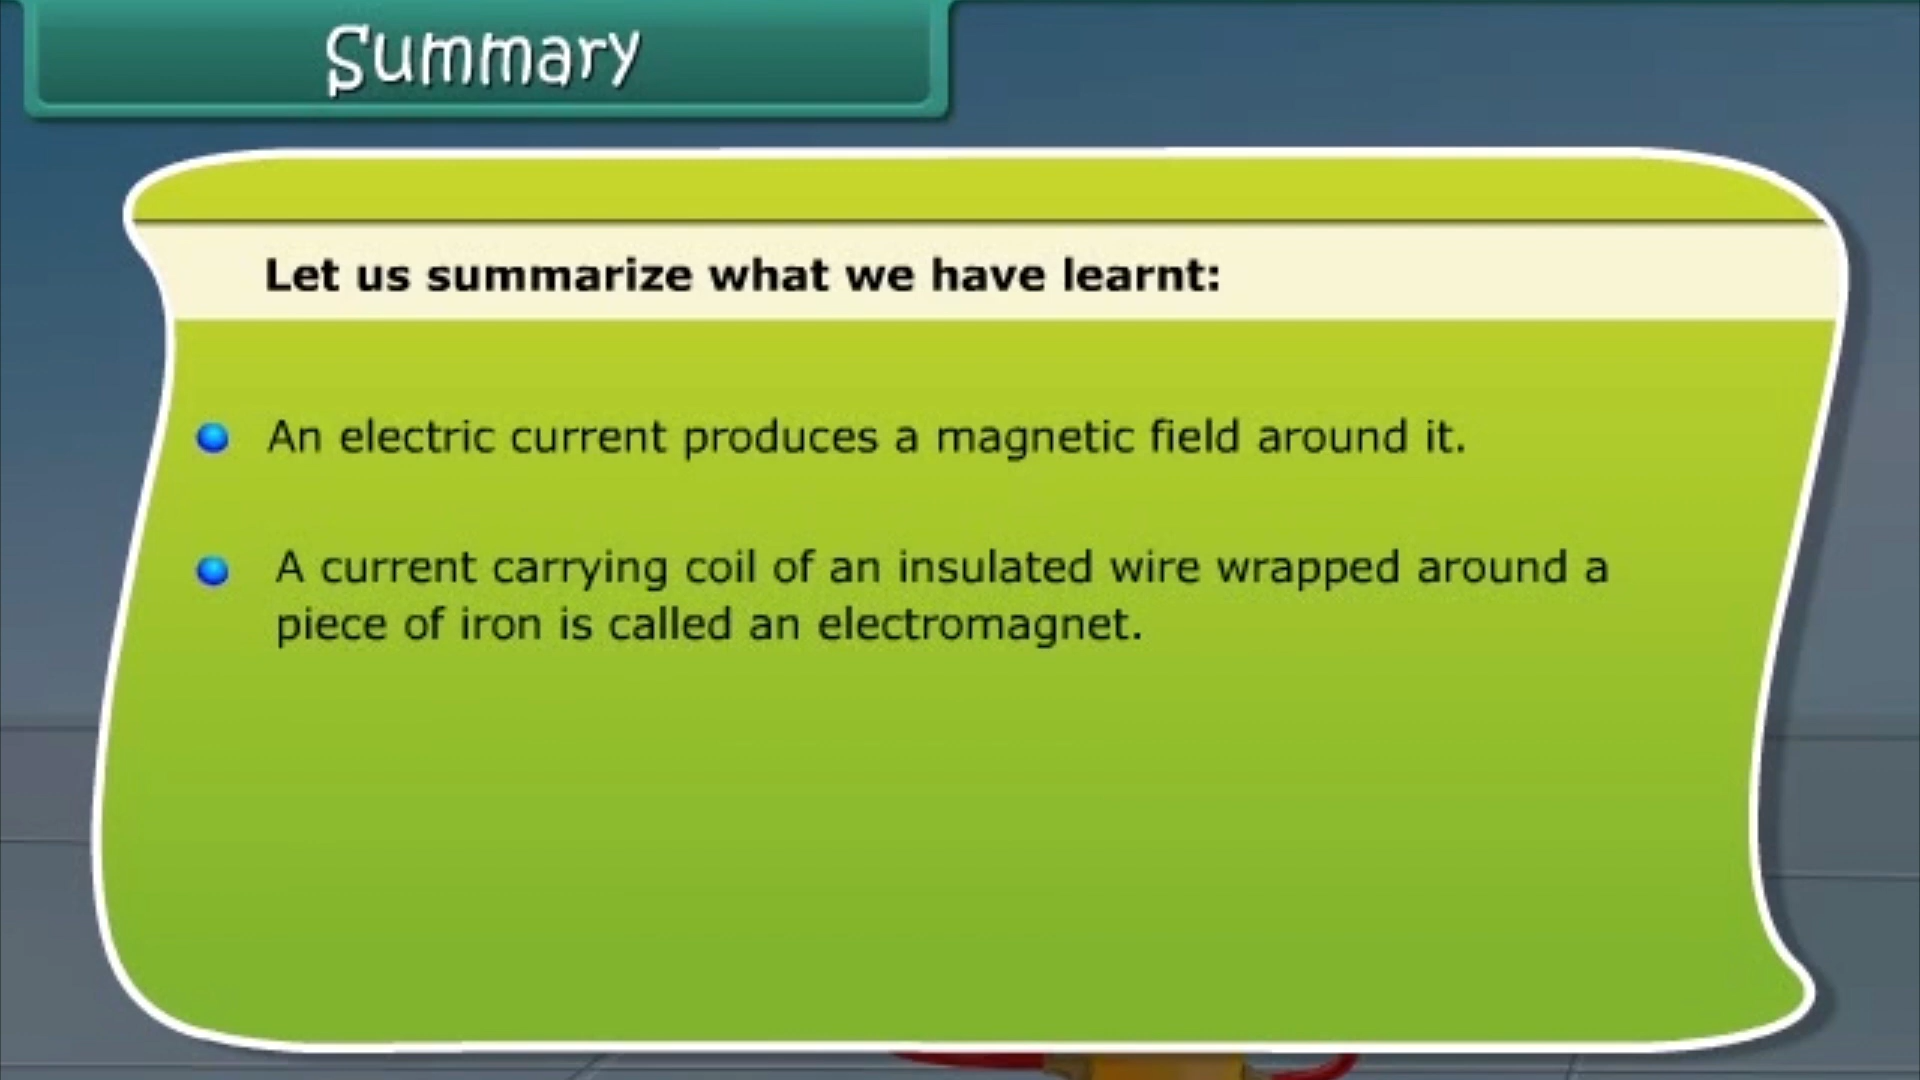 Summary
Let us summarize what we have learnt:
An electric current produces a magnetic field around it.
A current carrying coil of an insulated wire wrapped around a
piece of iron is called an electromagnet.